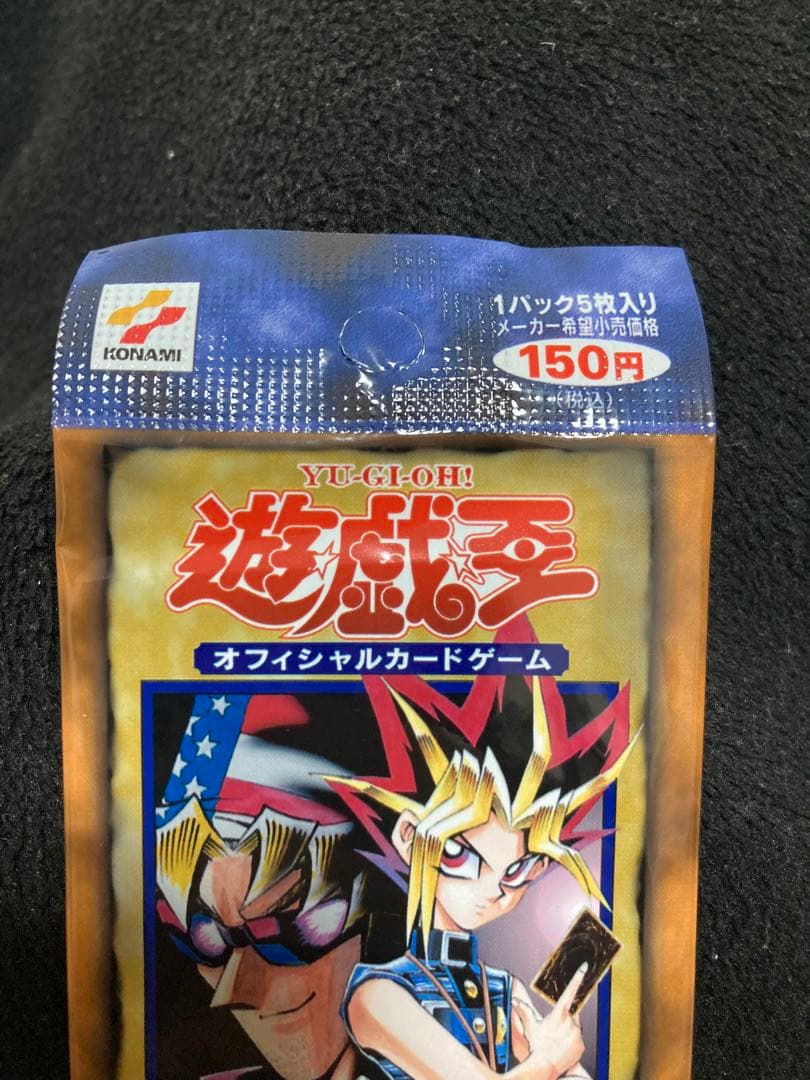 KONAMI
1パック5枚入り
メーカー希望小売価格
150円
(税込)
YU-GI-OH!
遊戯王
オフィシャルカードゲーム